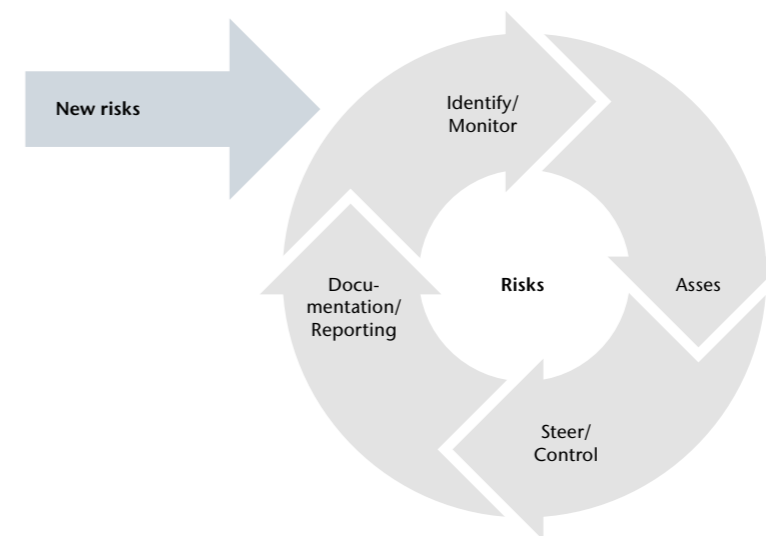 New risks
Identify/
Monitor
Risks
Asses
Docu-
mentation/
Reporting
Steer/
Control